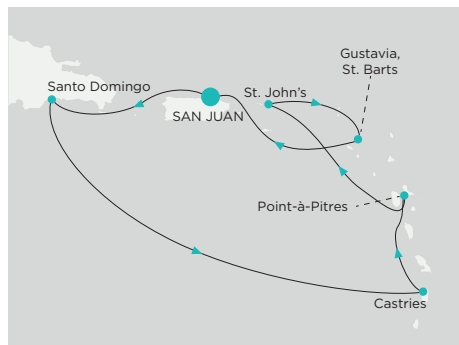 Gustavia,
St. Barts
Santo Domingo
St. John's
SAN JUAN
Point-à-Pitres
Castries